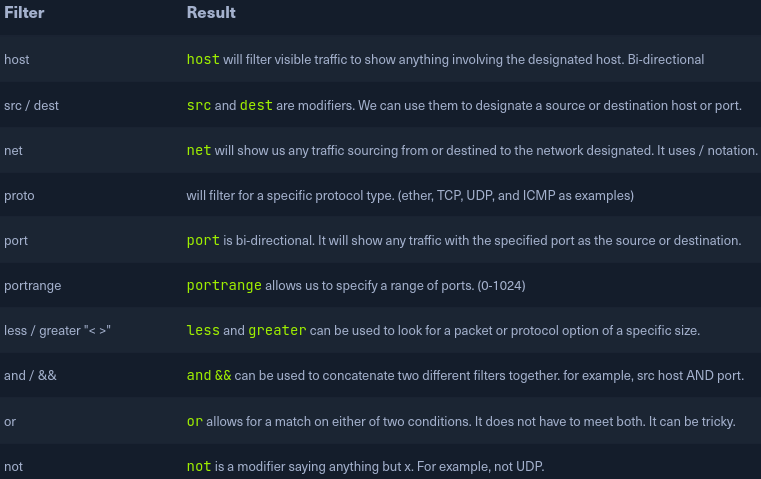 Filter Result
host host will filter visible traffic to show anything involving the designated host. Bi-directional
src / dest src and dest are modifiers. We can use them to designate a source or destination host or port.
net net will show us any traffic sourcing from or destined to the network designated. It uses / notation.
proto will filter for a specific protocol type. (ether, TCP, UDP, and ICMP as examples)
port port is bi-directional. It will show any traffic with the specified port as the source or destination.
portrange portrange allows us to specify a range of ports. (0-1024)
less / greater "< >" less and greater can be used to look for a packet or protocol option of a specific size.
and / && and && can be used to concatenate two different filters together. for example, src host AND port.
or or allows for a match on either of two conditions. It does not have to meet both. It can be tricky.
not not is a modifier saying anything but x. For example, not UDP.